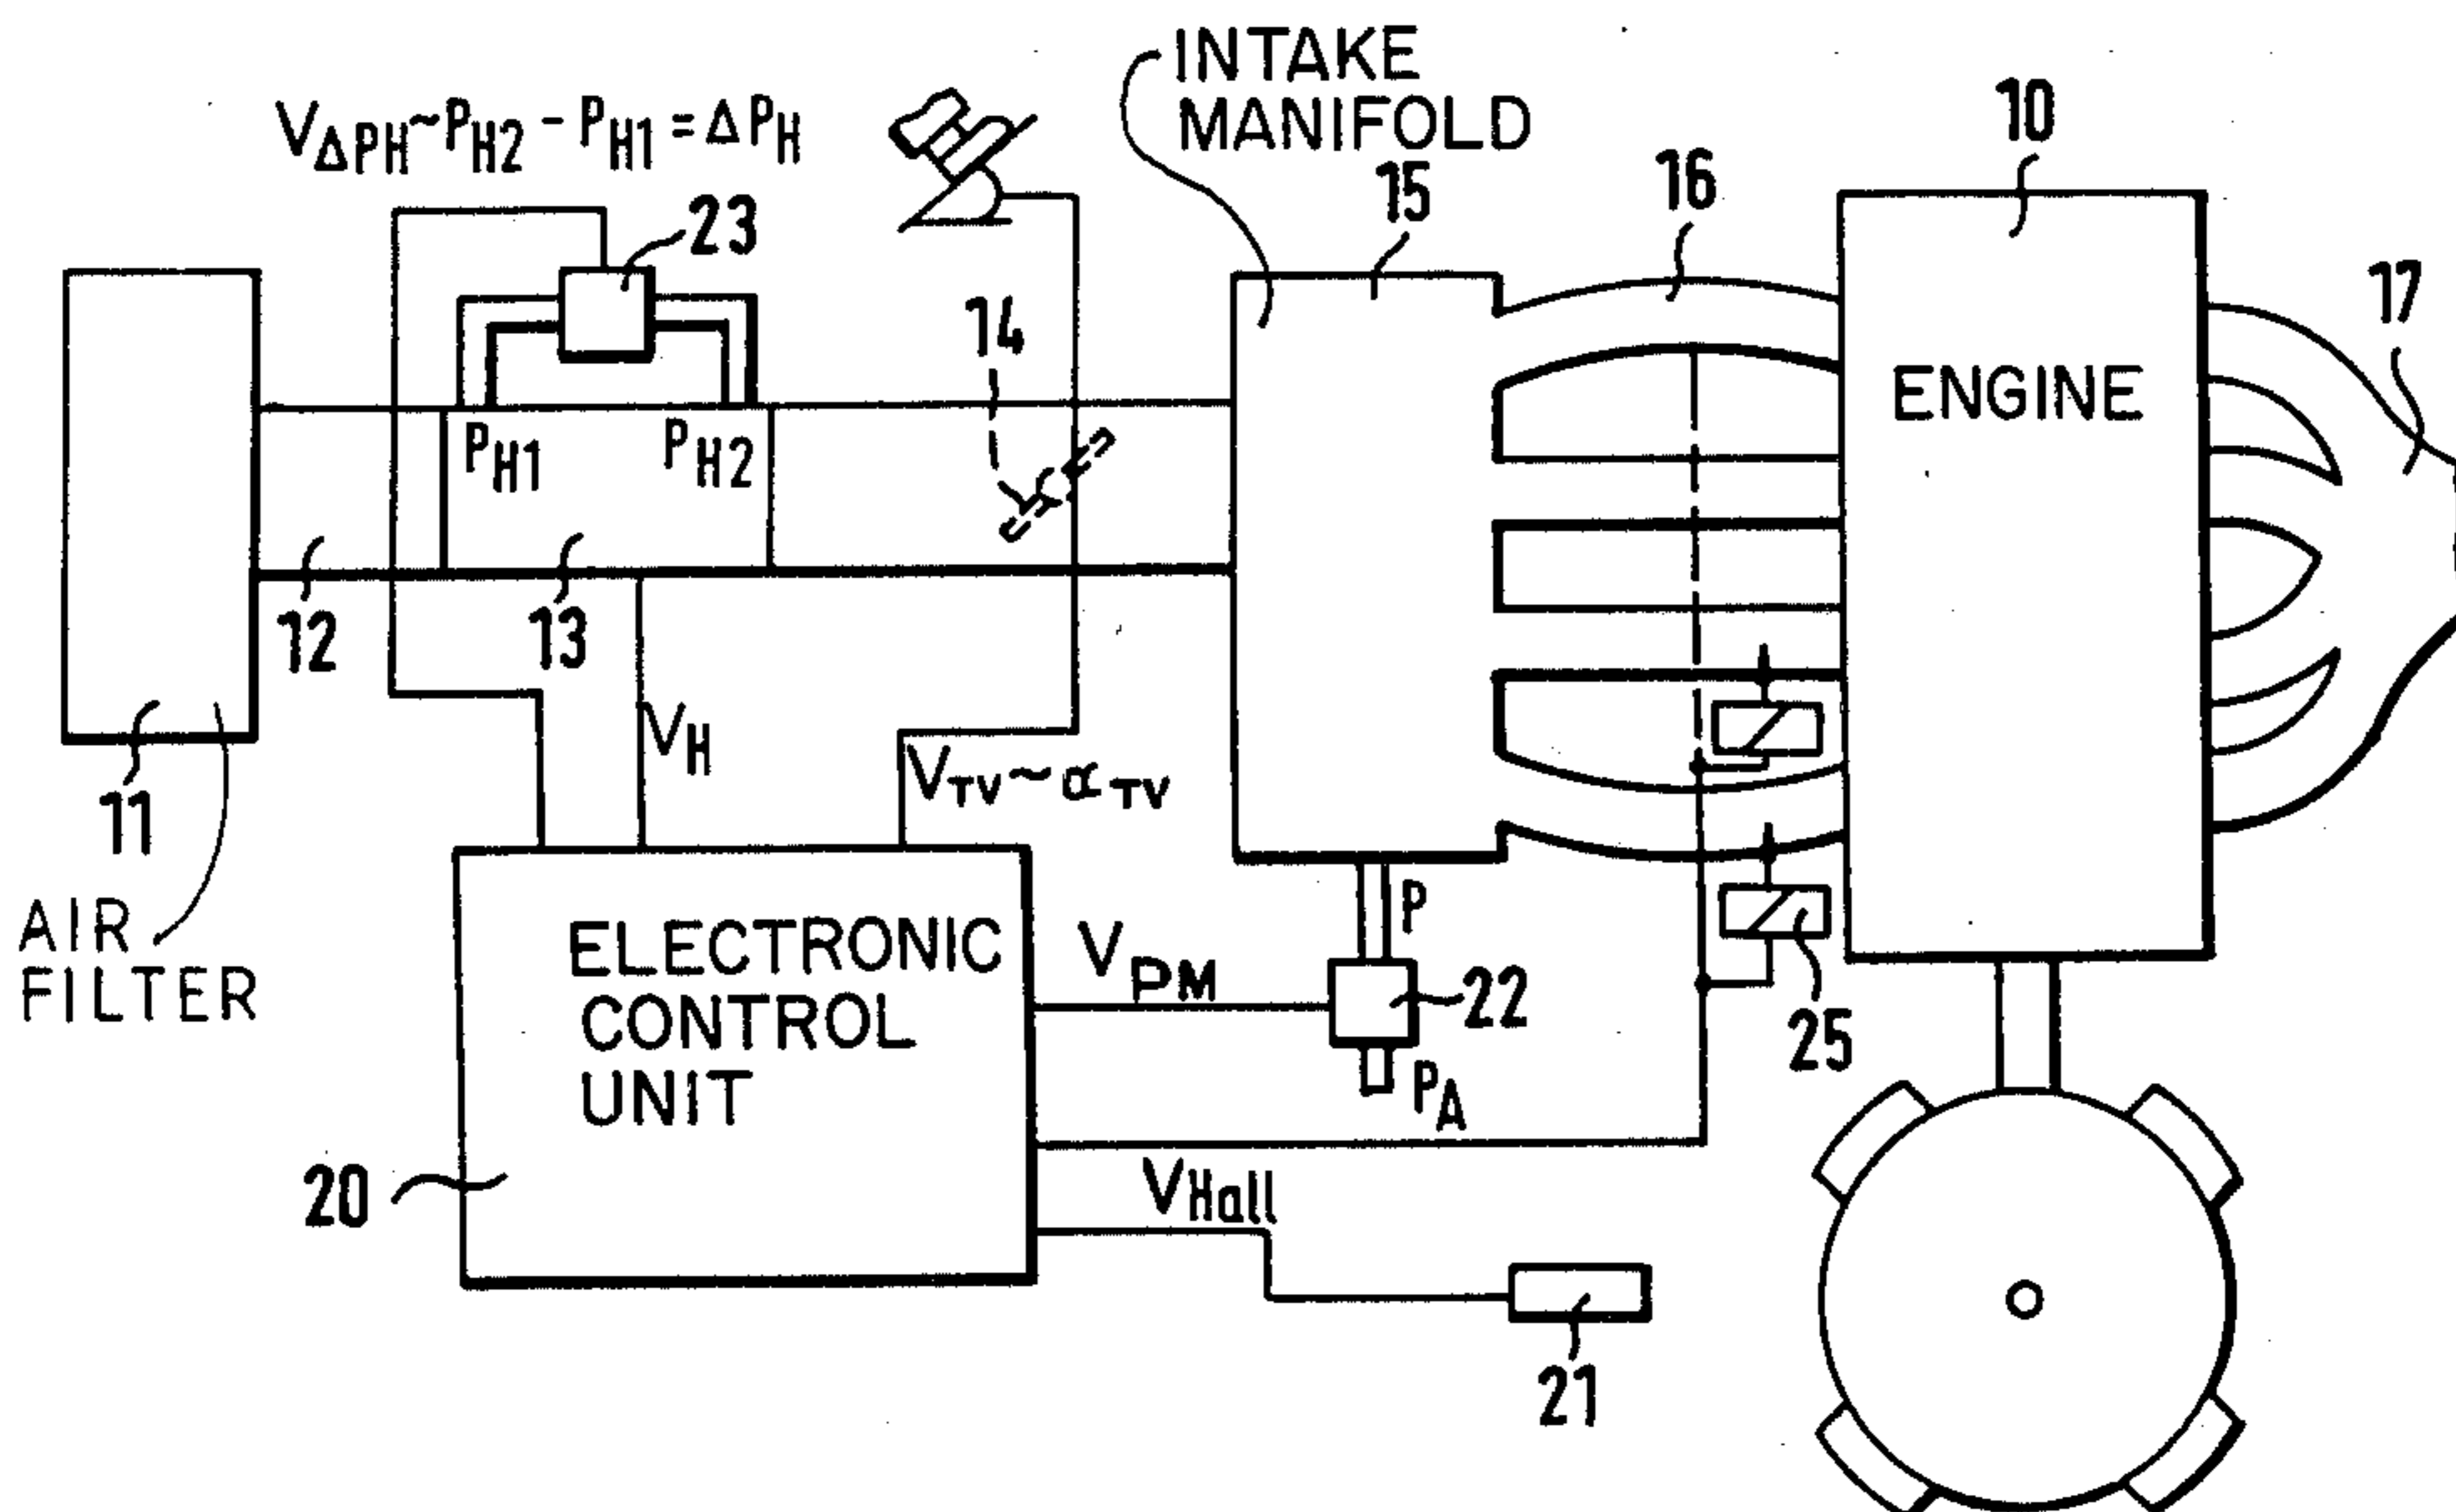 INTAKE
MANIFOLD
V∆PH~PH2 - PH1 = ∆PH
10
15
16
23
17
14
ENGINE
PH1
PH2
12
13
VH
VTV~αTV
11
AIR
FILTER
ELECTRONIC
CONTROL
UNIT
P
VPM
22
25
PA
20
VHall
21